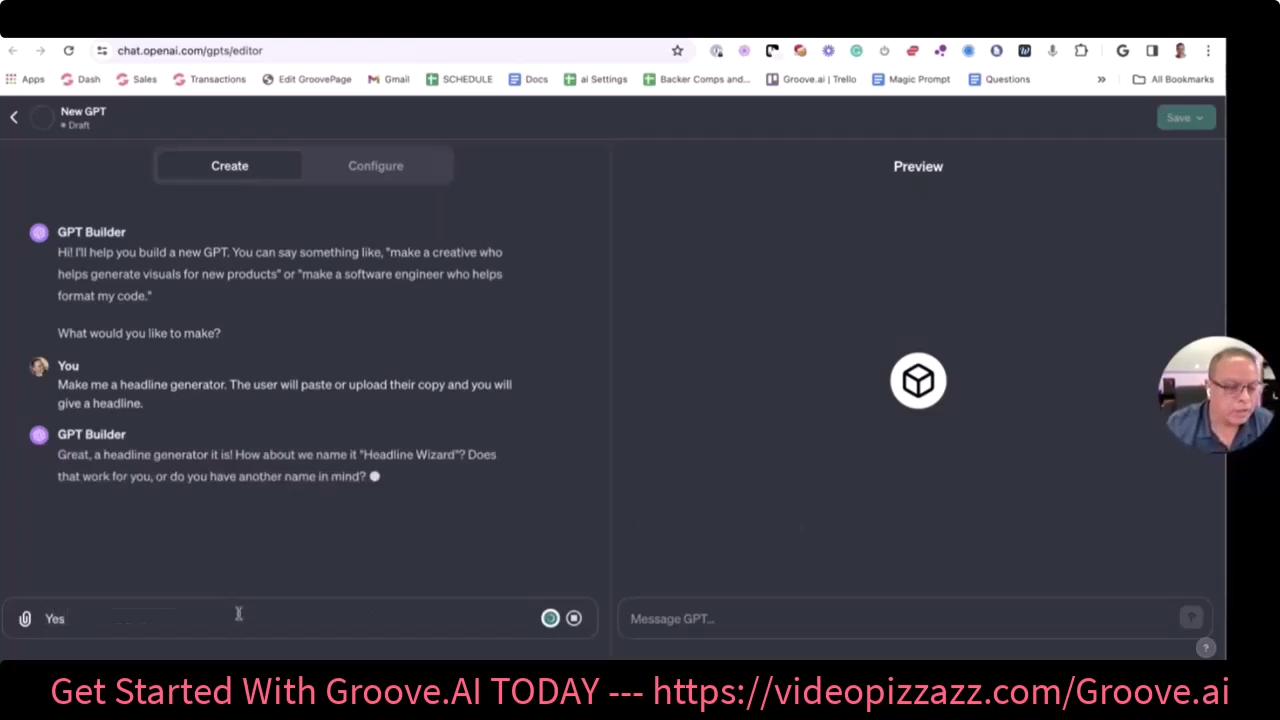 chat.openai.com/gpts/editor
Apps Dash Sales Transactions Edit GroovePage Gmail SCHEDULE Docs ai Settings Backer Comps and... Groove.ai | Trello Magic Prompt Questions » All Bookmarks
New GPT
Draft
Save
Create Configure
Preview
GPT Builder
Hi! I'll help you build a new GPT. You can say something like, "make a creative who
helps generate visuals for new products" or "make a software engineer who helps
format my code."
What would you like to make?
You
Make me a headline generator. The user will paste or upload their copy and you will
give a headline.
GPT Builder
Great, a headline generator it is! How about we name it "Headline Wizard"? Does
that work for you, or do you have another name in mind?
Yes
Message GPT...
?
Get Started With Groove.AI TODAY --- https://videopizzazz.com/Groove.ai